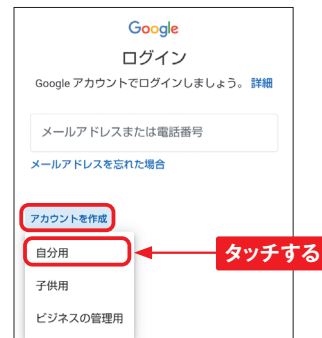 Google
ログイン
Google アカウントでログインしましょう。 詳細
メールアドレスまたは電話番号
メールアドレスを忘れた場合
アカウントを作成
自分用
タッチする
子供用
ビジネスの管理用